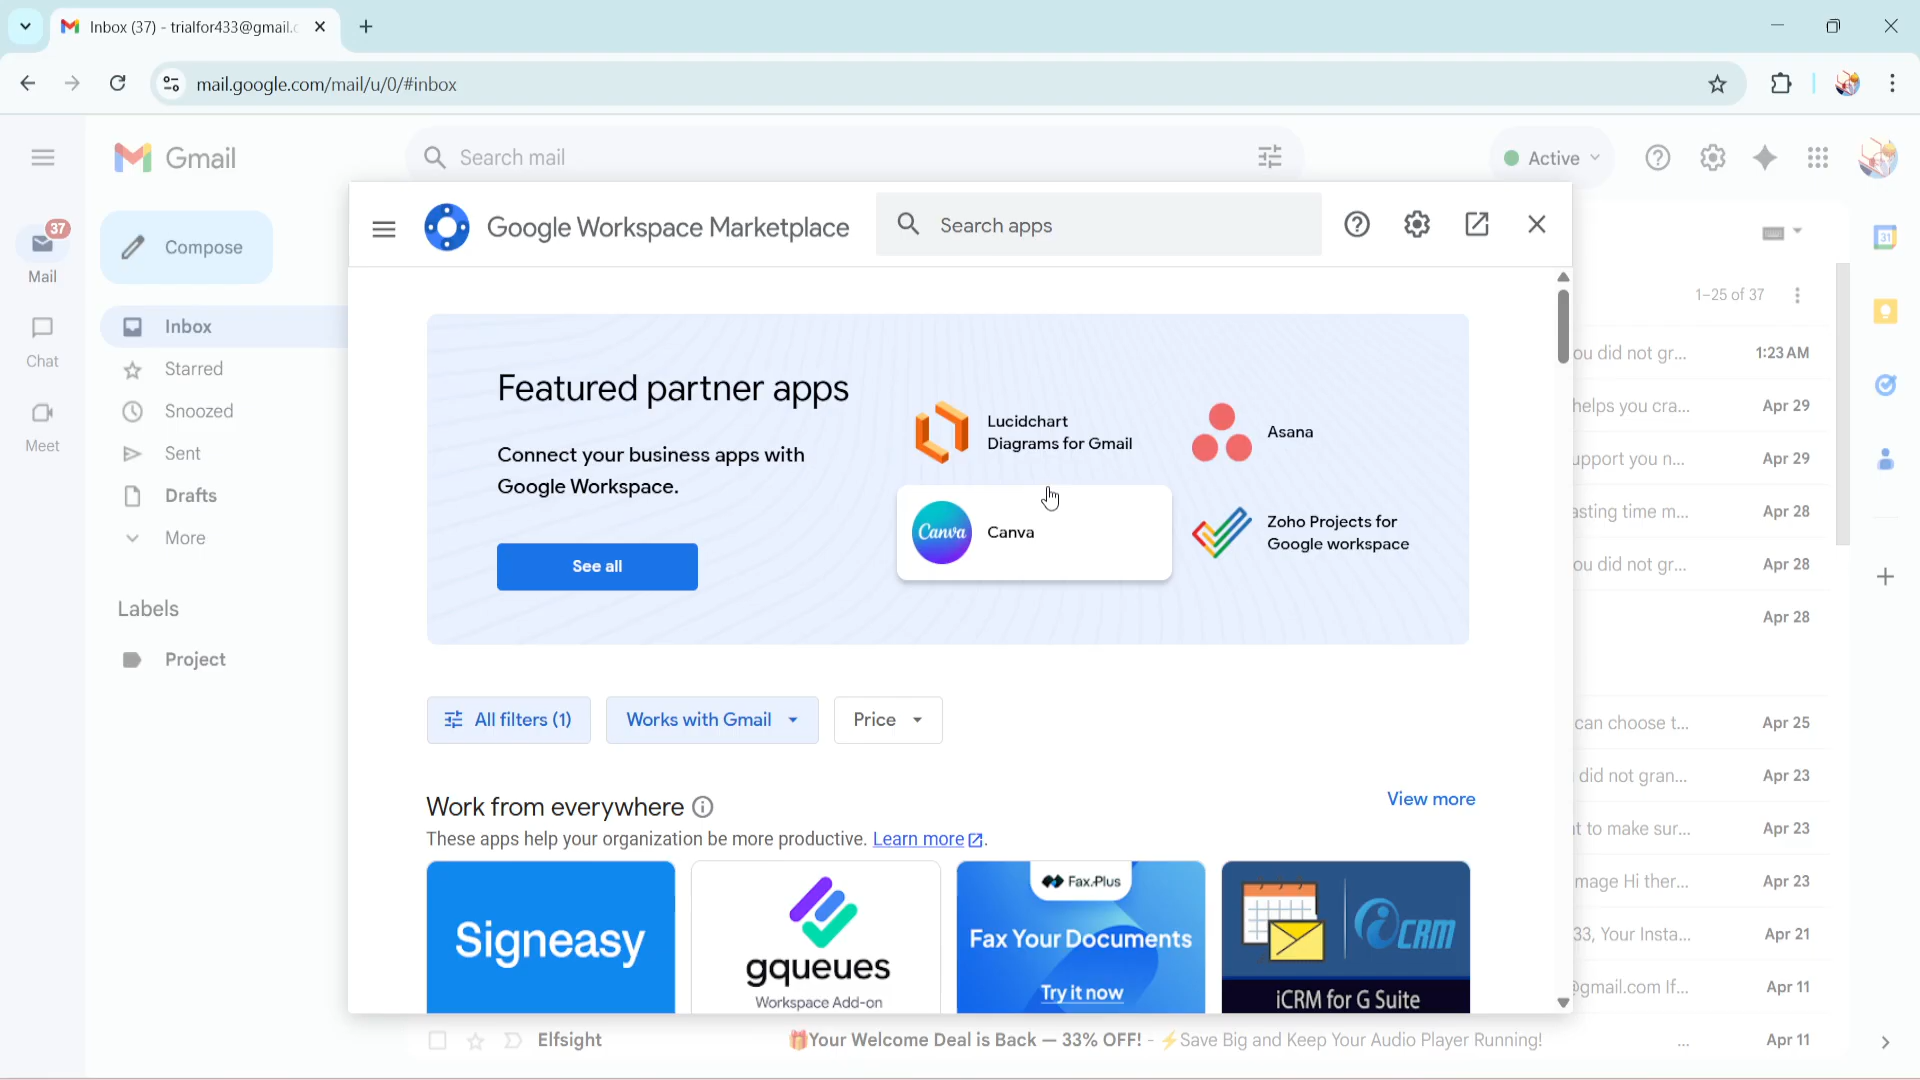 Inbox (37) - trialfor433@gmail.c
mail.google.com/mail/u/0/#inbox
Gmail
Search mail
Active
37
Mail
Chat
Meet
Compose
Inbox
Starred
Snoozed
Sent
Drafts
More
Labels
Project
Google Workspace Marketplace
Search apps
Featured partner apps
Connect your business apps with
Google Workspace.
See all
Lucidchart
Diagrams for Gmail
Asana
Canva
Canva
Zoho Projects for
Google workspace
All filters (1)
Works with Gmail
Price
Work from everywhere
View more
These apps help your organization be more productive. Learn more.
Signeasy
gqueues
Workspace Add-on
Fax.Plus
Fax Your Documents
Try it now
iCRM
iCRM for G Suite
1–25 of 37
31
ou did not gr... 1:23 AM
helps you cra... Apr 29
upport you n... Apr 29
asting time m... Apr 28
ou did not gr... Apr 28
Apr 28
can choose t... Apr 25
did not gran... Apr 23
t to make sur... Apr 23
mage Hi ther... Apr 23
33, Your Insta... Apr 21
@gmail.com If... Apr 11
Elfsight 🎁Your Welcome Deal is Back — 33% OFF! - ⚡Save Big and Keep Your Audio Player Running! ... Apr 11